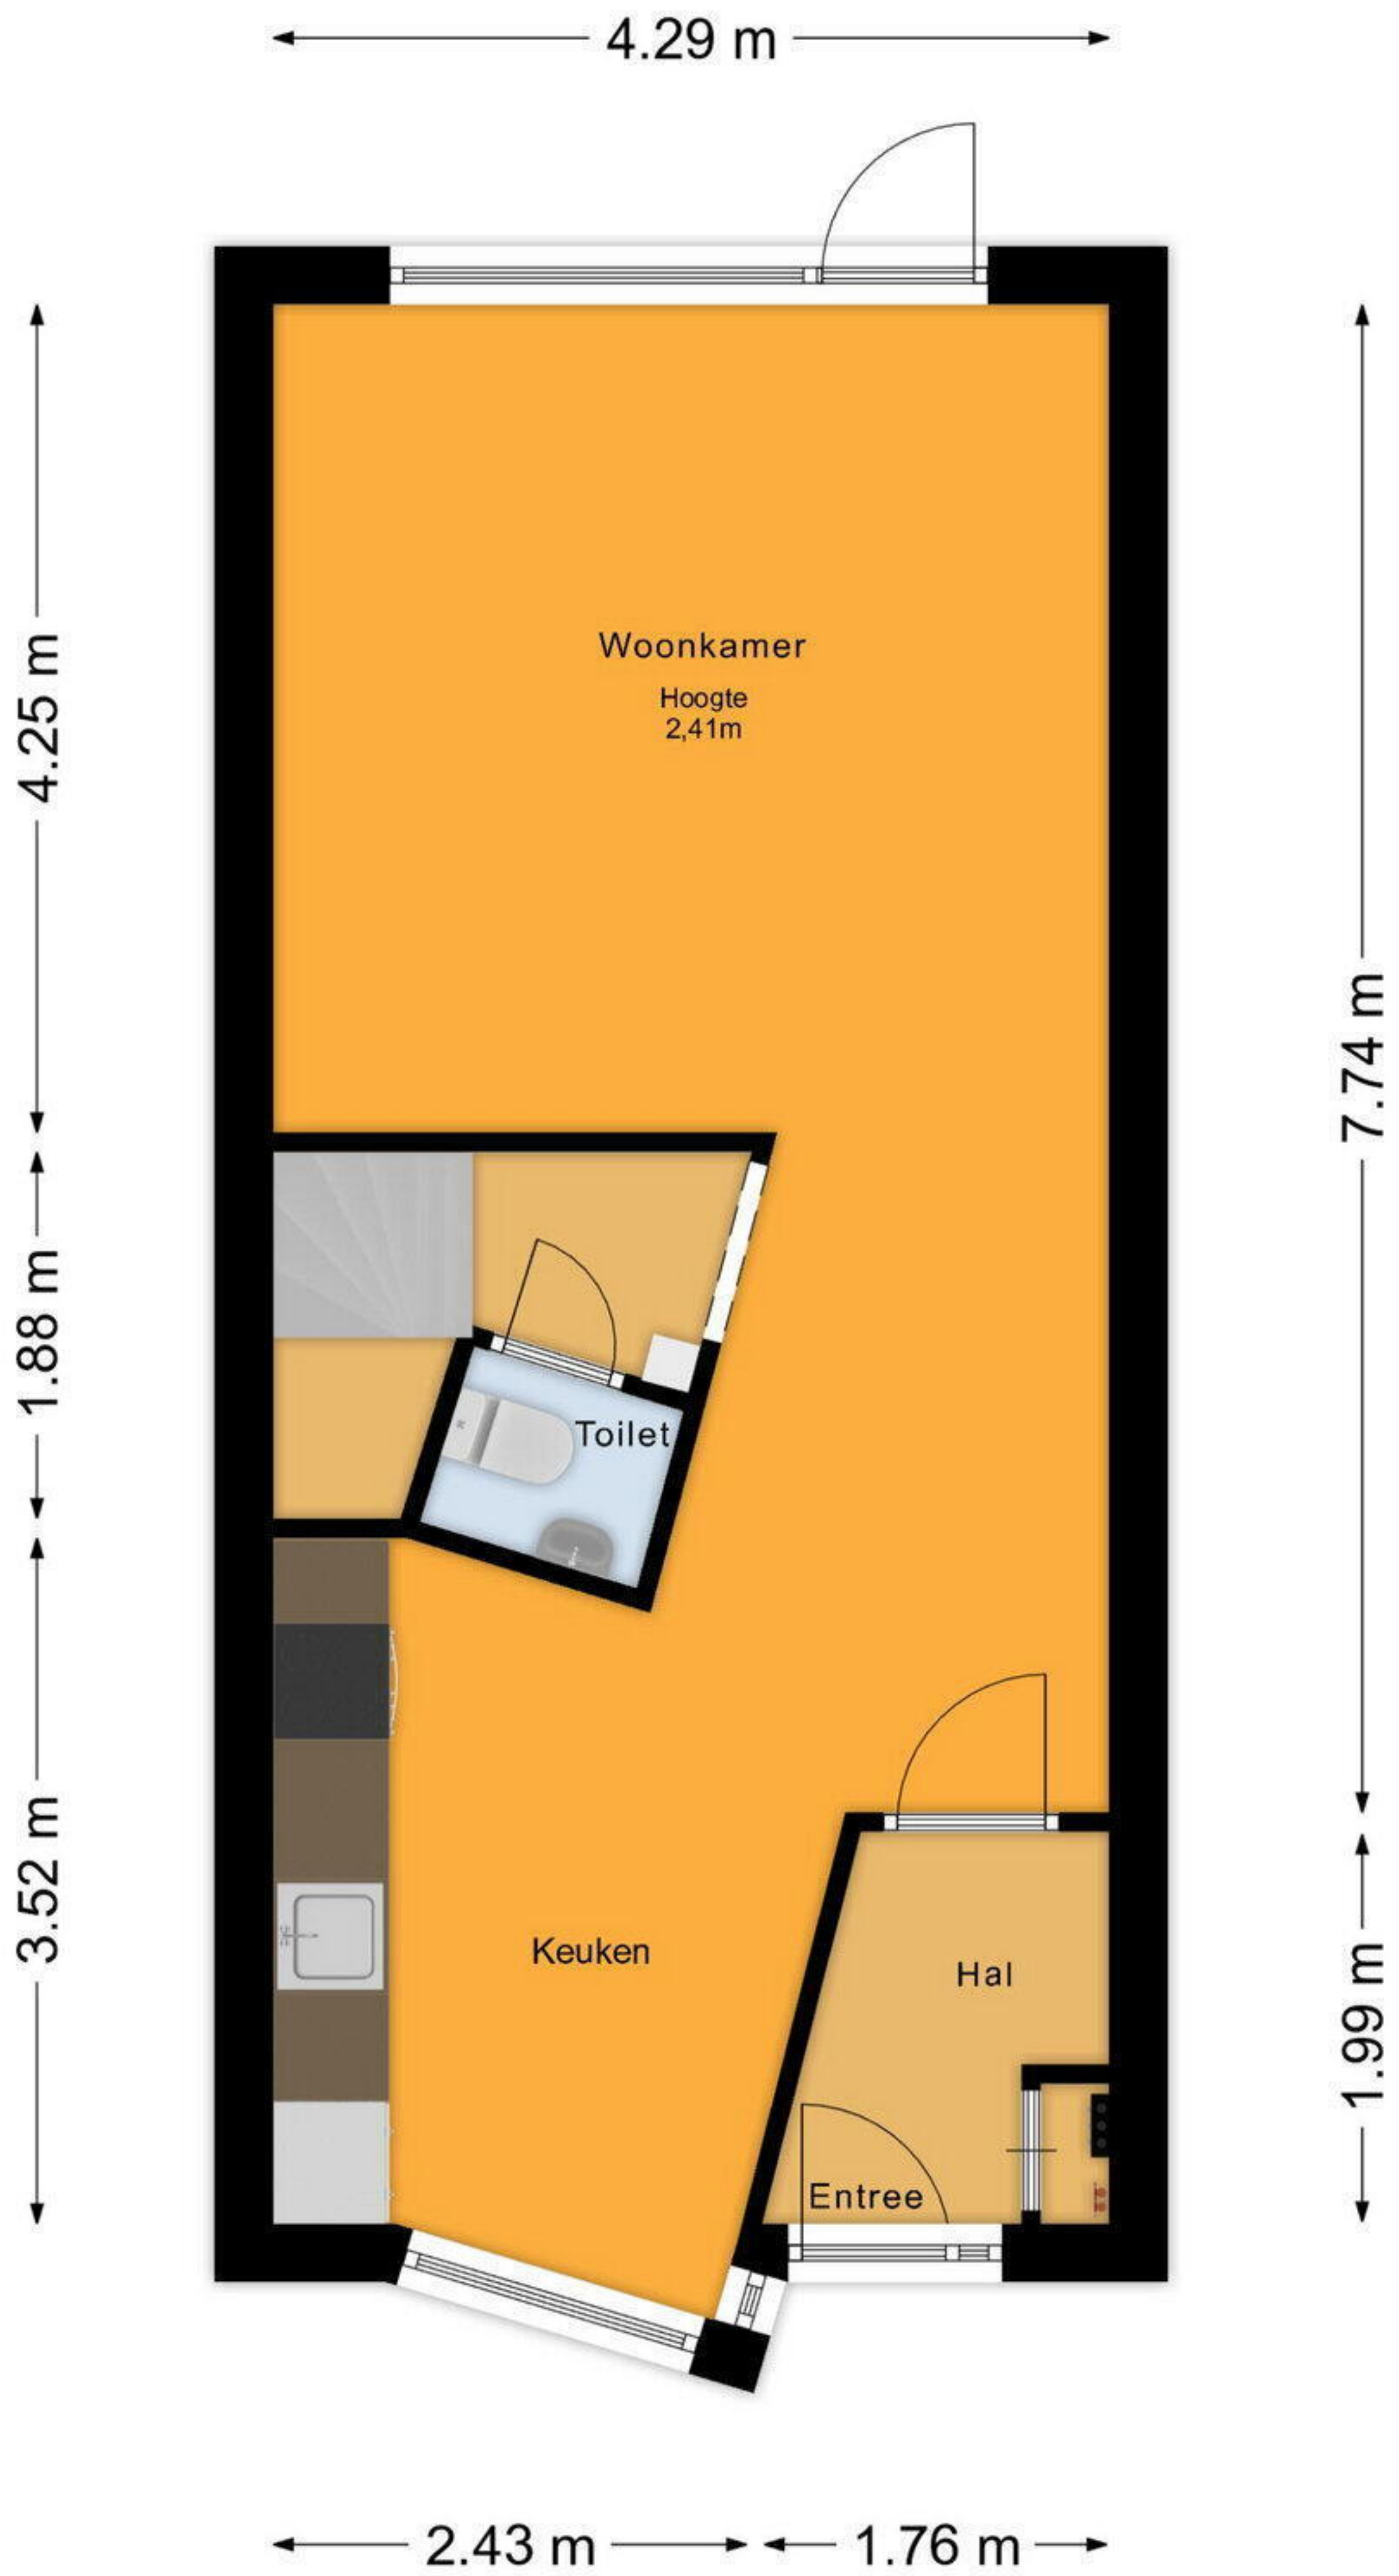 4.29 m
Woonkamer
Hoogte
2,41m
4.25 m
7.74 m
1.88 m
Toilet
3.52 m
Keuken
Hal
1.99 m
Entree
2.43 m
1.76 m